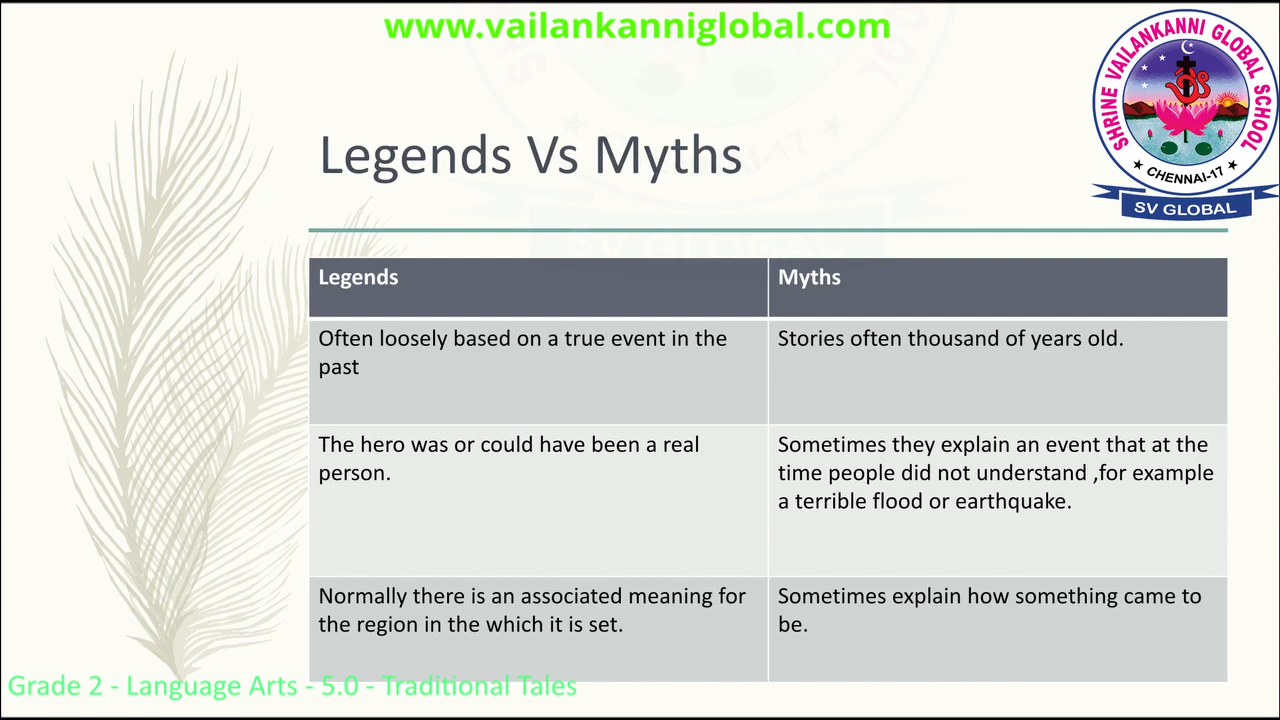 www.vailankanniglobal.com
SHRINE VAILANKANNI GLOBAL SCHOOL
CHENNAI-17
SV GLOBAL
Legends Vs Myths
Legends
Myths
Often loosely based on a true event in the
past
Stories often thousand of years old.
The hero was or could have been a real
person.
Sometimes they explain an event that at the
time people did not understand ,for example
a terrible flood or earthquake.
Normally there is an associated meaning for
the region in the which it is set.
Sometimes explain how something came to
be.
Grade 2 - Language Arts - 5.0 - Traditional Tales